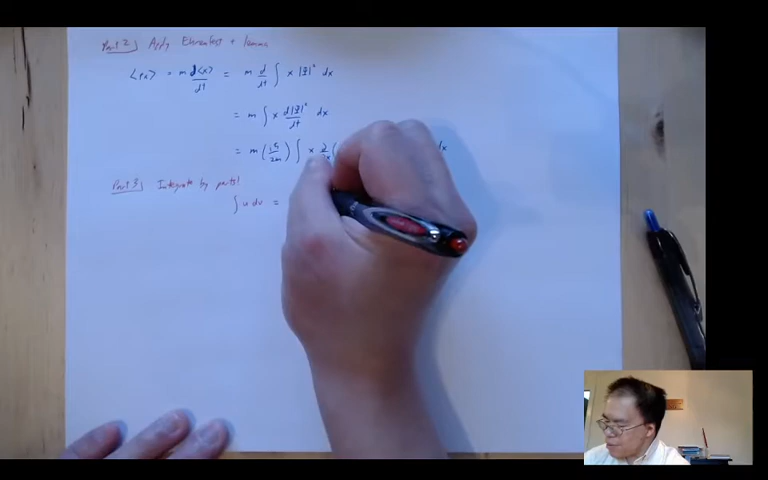 Part 2: Apply Ehrenfest + lemma
⟨px⟩ = m d⟨x⟩/dt = m d/dt ∫ x |Ψ|² dx
= m ∫ x d|Ψ|²/dt dx
= m (iħ/2m) ∫ x ∂/∂x ( dx
Part 3: Integrate by parts!
∫ u dv =